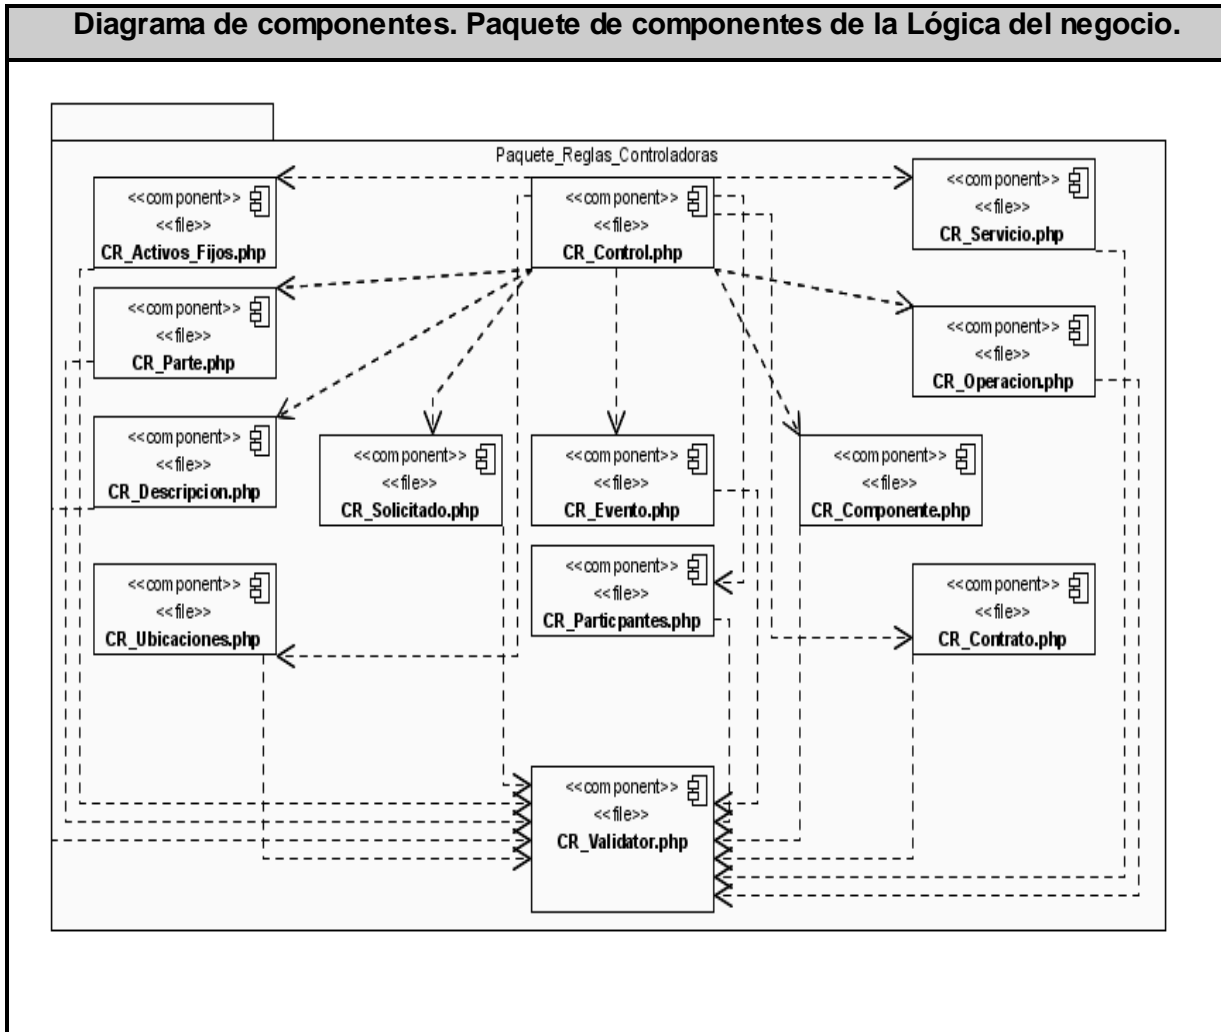 Diagrama de componentes. Paquete de componentes de la Lógica del negocio.
Paquete_Reglas_Controladoras
<<component>>
<<file>>
CR_Activos_Fijos.php
<<component>>
<<file>>
CR_Control.php
<<component>>
<<file>>
CR_Servicio.php
<<component>>
<<file>>
CR_Parte.php
<<component>>
<<file>>
CR_Operacion.php
<<component>>
<<file>>
CR_Descripcion.php
<<component>>
<<file>>
CR_Solicitado.php
<<component>>
<<file>>
CR_Evento.php
<<component>>
<<file>>
CR_Componente.php
<<component>>
<<file>>
CR_Ubicaciones.php
<<component>>
<<file>>
CR_Particpantes.php
<<component>>
<<file>>
CR_Contrato.php
<<component>>
<<file>>
CR_Validator.php